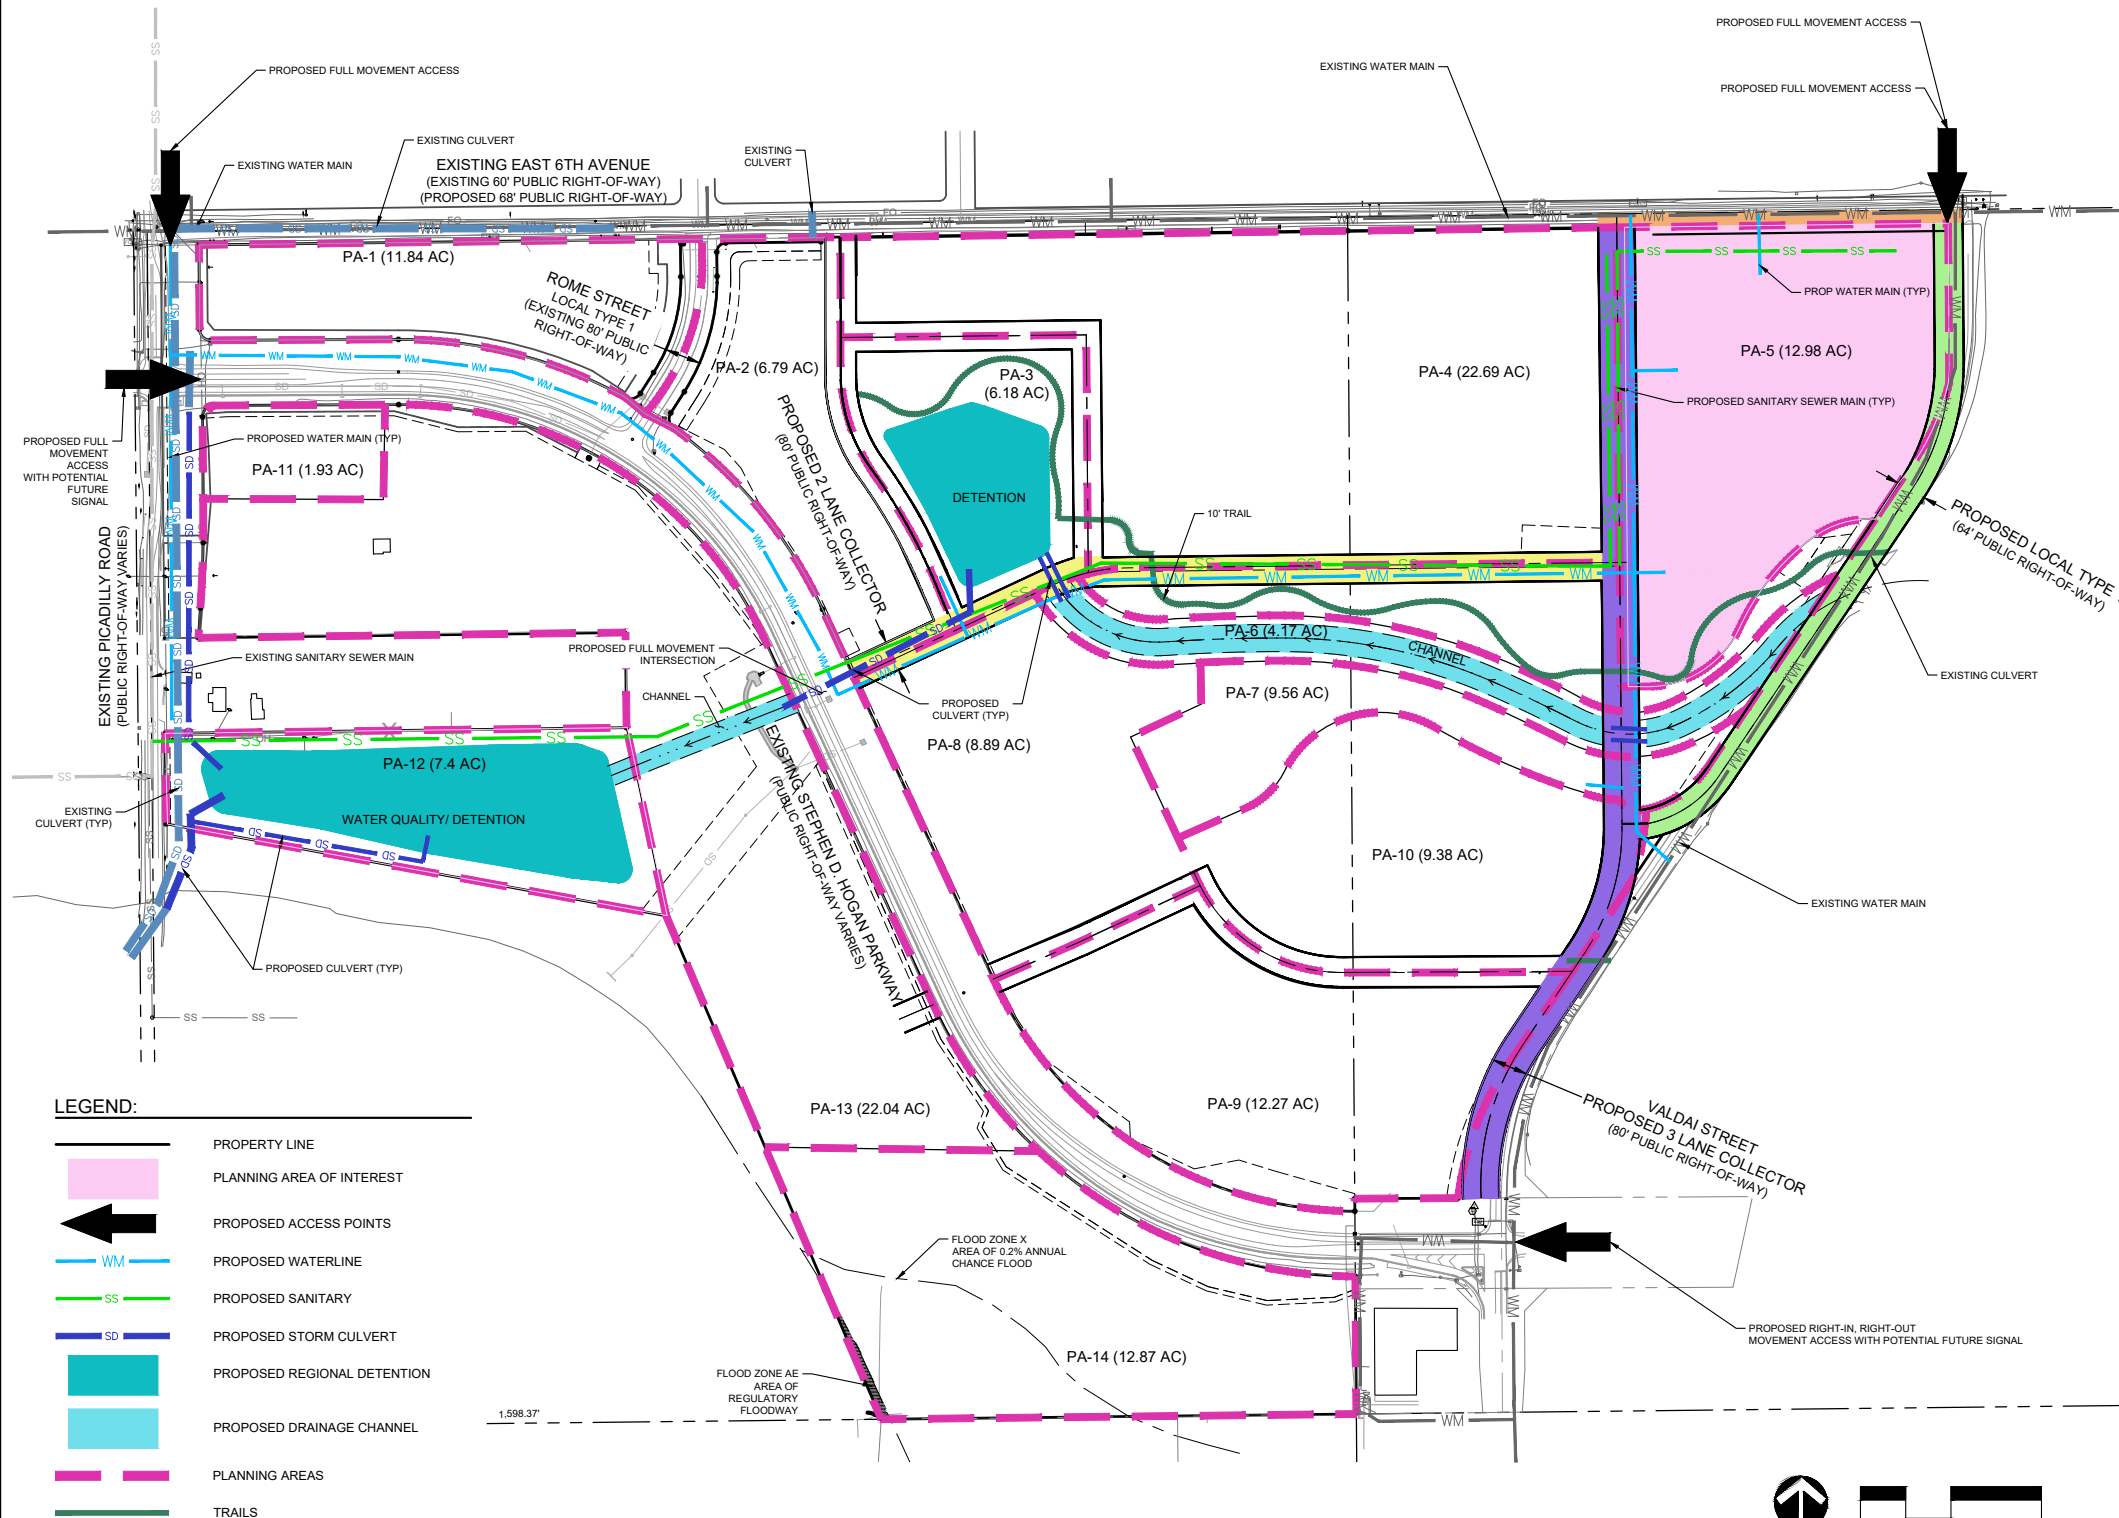 PROPOSED FULL MOVEMENT ACCESS
PROPOSED FULL MOVEMENT ACCESS
PROPOSED FULL MOVEMENT ACCESS
EXISTING WATER MAIN
EXISTING CULVERT
EXISTING WATER MAIN
EXISTING EAST 6TH AVENUE
(EXISTING 60' PUBLIC RIGHT-OF-WAY)
(PROPOSED 68' PUBLIC RIGHT-OF-WAY)
EXISTING
CULVERT
PA-1 (11.84 AC)
ROME STREET
LOCAL TYPE 1
(EXISTING 80' PUBLIC
RIGHT-OF-WAY)
PA-2 (6.79 AC)
PA-3
(6.18 AC)
PA-4 (22.69 AC)
PA-5 (12.98 AC)
PROP WATER MAIN (TYP)
PROPOSED SANITARY SEWER MAIN (TYP)
PROPOSED FULL
MOVEMENT
ACCESS
WITH POTENTIAL
FUTURE
SIGNAL
PROPOSED WATER MAIN (TYP)
PA-11 (1.93 AC)
PROPOSED 2 LANE COLLECTOR
(80' PUBLIC RIGHT-OF-WAY)
DETENTION
10' TRAIL
PROPOSED LOCAL TYPE
(64' PUBLIC RIGHT-OF-WAY)
EXISTING PICADILLY ROAD
(PUBLIC RIGHT-OF-WAY VARIES)
EXISTING SANITARY SEWER MAIN
PROPOSED FULL MOVEMENT
INTERSECTION
CHANNEL
PROPOSED
CULVERT (TYP)
PA-6 (4.17 AC)
CHANNEL
PA-7 (9.56 AC)
EXISTING CULVERT
PA-8 (8.89 AC)
PA-12 (7.4 AC)
WATER QUALITY/ DETENTION
EXISTING
CULVERT (TYP)
EXISTING STEPHEN D. HOGAN PARKWAY
(PUBLIC RIGHT-OF-WAY VARRIES)
PA-10 (9.38 AC)
EXISTING WATER MAIN
PROPOSED CULVERT (TYP)
PA-13 (22.04 AC)
PA-9 (12.27 AC)
VALDAI STREET
PROPOSED 3 LANE COLLECTOR
(80' PUBLIC RIGHT-OF-WAY)
FLOOD ZONE X
AREA OF 0.2% ANNUAL
CHANCE FLOOD
PROPOSED RIGHT-IN, RIGHT-OUT
MOVEMENT ACCESS WITH POTENTIAL FUTURE SIGNAL
PA-14 (12.87 AC)
FLOOD ZONE AE
AREA OF
REGULATORY
FLOODWAY
1,598.37'
LEGEND:
PROPERTY LINE
PLANNING AREA OF INTEREST
PROPOSED ACCESS POINTS
WM
PROPOSED WATERLINE
SS
PROPOSED SANITARY
SD
PROPOSED STORM CULVERT
PROPOSED REGIONAL DETENTION
PROPOSED DRAINAGE CHANNEL
PLANNING AREAS
TRAILS